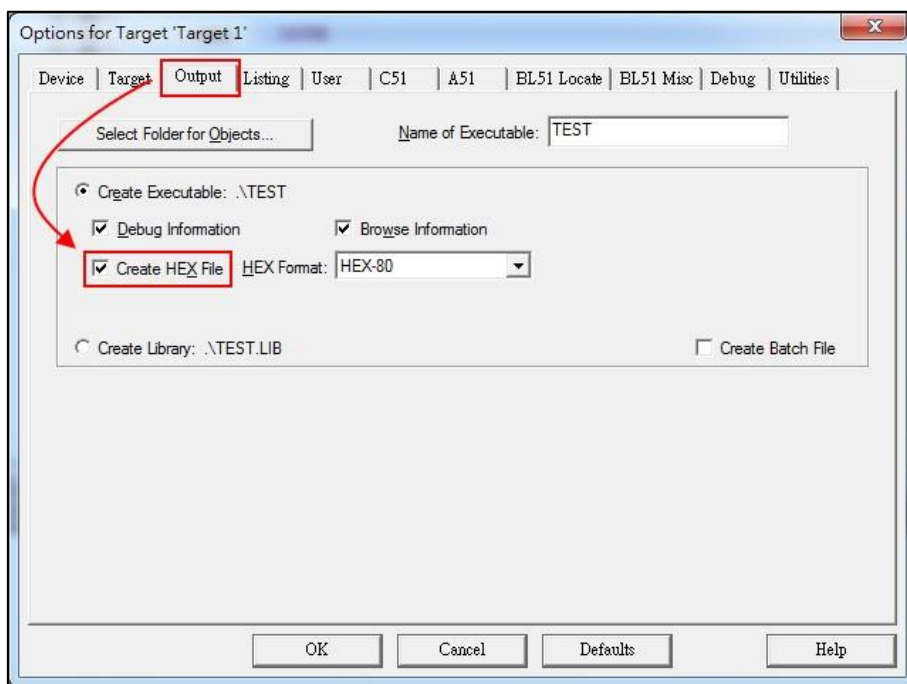 Options for Target 'Target 1'
Device | Target | Output | Listing | User | C51 | A51 | BL51 Locate | BL51 Misc | Debug | Utilities |
Select Folder for Objects... Name of Executable: TEST
Create Executable: .\TEST
Debug Information Browse Information
Create HEX File HEX Format: HEX-80
Create Library: .\TEST.LIB Create Batch File
OK Cancel Defaults Help